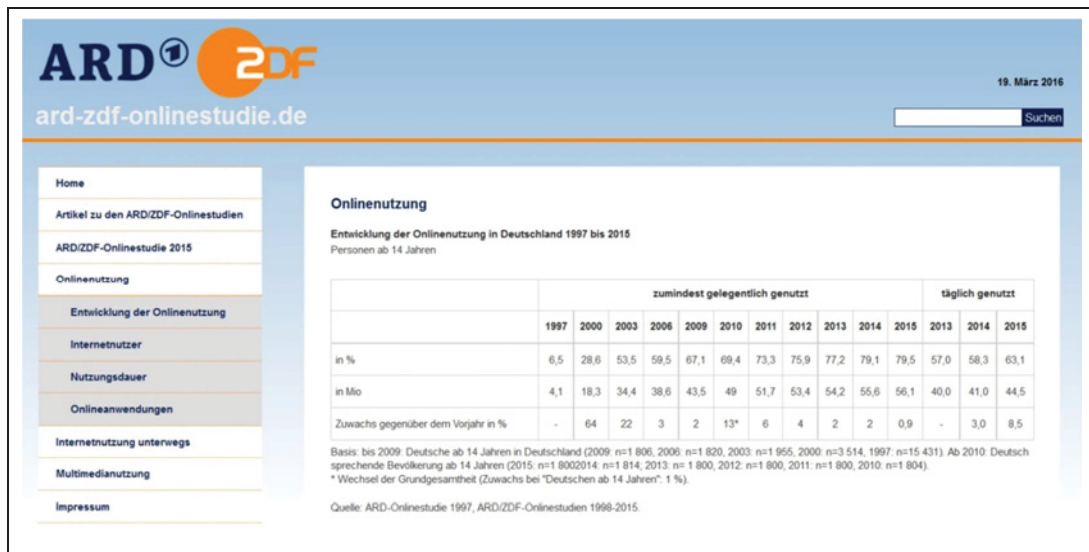 ARD 1 ZDF
ard-zdf-onlinestudie.de
19. März 2016
Suchen
Home
Artikel zu den ARD/ZDF-Onlinestudien
ARD/ZDF-Onlinestudie 2015
Onlinenutzung
Entwicklung der Onlinenutzung
Internetnutzer
Nutzungsdauer
Onlineanwendungen
Internetnutzung unterwegs
Multimedianutzung
Impressum
Onlinenutzung
Entwicklung der Onlinenutzung in Deutschland 1997 bis 2015
Personen ab 14 Jahren
zumindest gelegentlich genutzt täglich genutzt
1997 2000 2003 2006 2009 2010 2011 2012 2013 2014 2015 2013 2014 2015
in % 6,5 28,6 53,5 59,5 67,1 69,4 73,3 75,9 77,2 79,1 79,5 57,0 58,3 63,1
in Mio 4,1 18,3 34,4 38,6 43,5 49 51,7 53,4 54,2 55,6 56,1 40,0 41,0 44,5
Zuwachs gegenüber dem Vorjahr in % - 64 22 3 2 13* 6 4 2 2 0,9 - 3,0 8,5
Basis: bis 2009: Deutsche ab 14 Jahren in Deutschland (2009: n=1 806, 2006: n=1 820, 2003: n=1 955, 2000: n=3 514, 1997: n=15 431). Ab 2010: Deutsch
sprechende Bevölkerung ab 14 Jahren (2015: n=1 8002014: n=1 814; 2013: n= 1 800, 2012: n=1 800, 2011: n=1 800, 2010: n=1 804).
* Wechsel der Grundgesamtheit (Zuwachs bei "Deutschen ab 14 Jahren": 1 %).
Quelle: ARD-Onlinestudie 1997, ARD/ZDF-Onlinestudien 1998-2015.